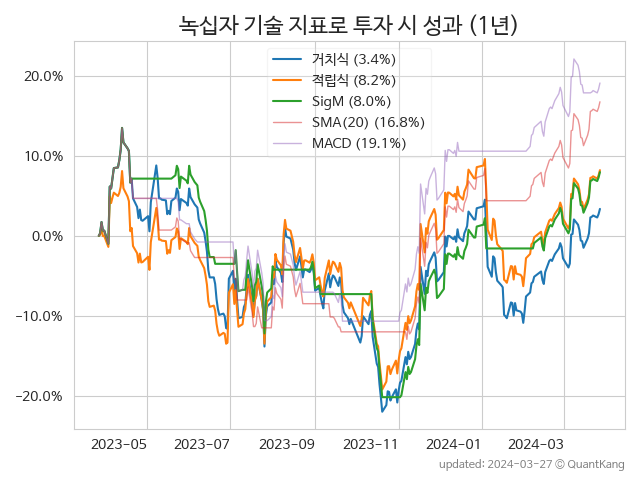 녹십자 기술 지표로 투자 시 성과 (1년)
거치식 (3.4%)
적립식 (8.2%)
SigM (8.0%)
SMA(20) (16.8%)
MACD (19.1%)
20.0%
10.0%
0.0%
−10.0%
−20.0%
2023-05 2023-07 2023-09 2023-11 2024-01 2024-03
updated: 2024-03-27 © QuantKang